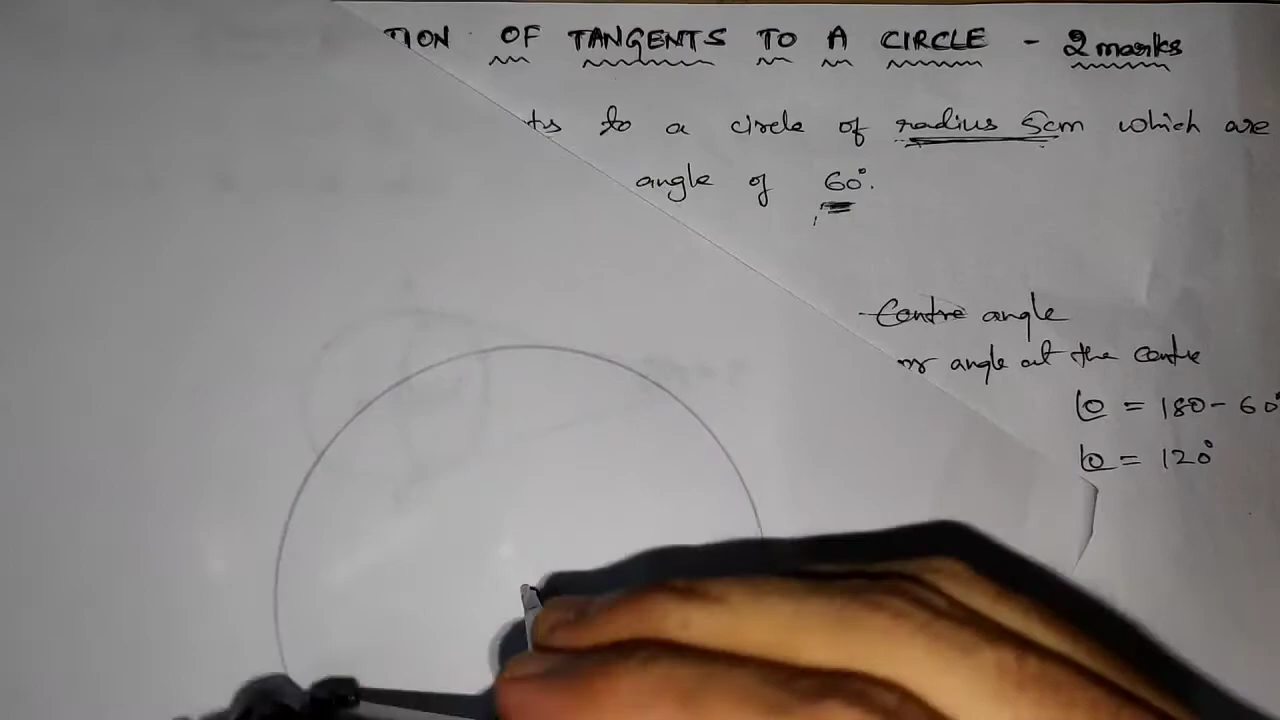 TION OF TANGENTS TO A CIRCLE - 2 marks
ts to a circle of radius 5cm which are
angle of 60°.
Centre angle
or angle at the centre
∠O = 180 - 60°
∠O = 120°